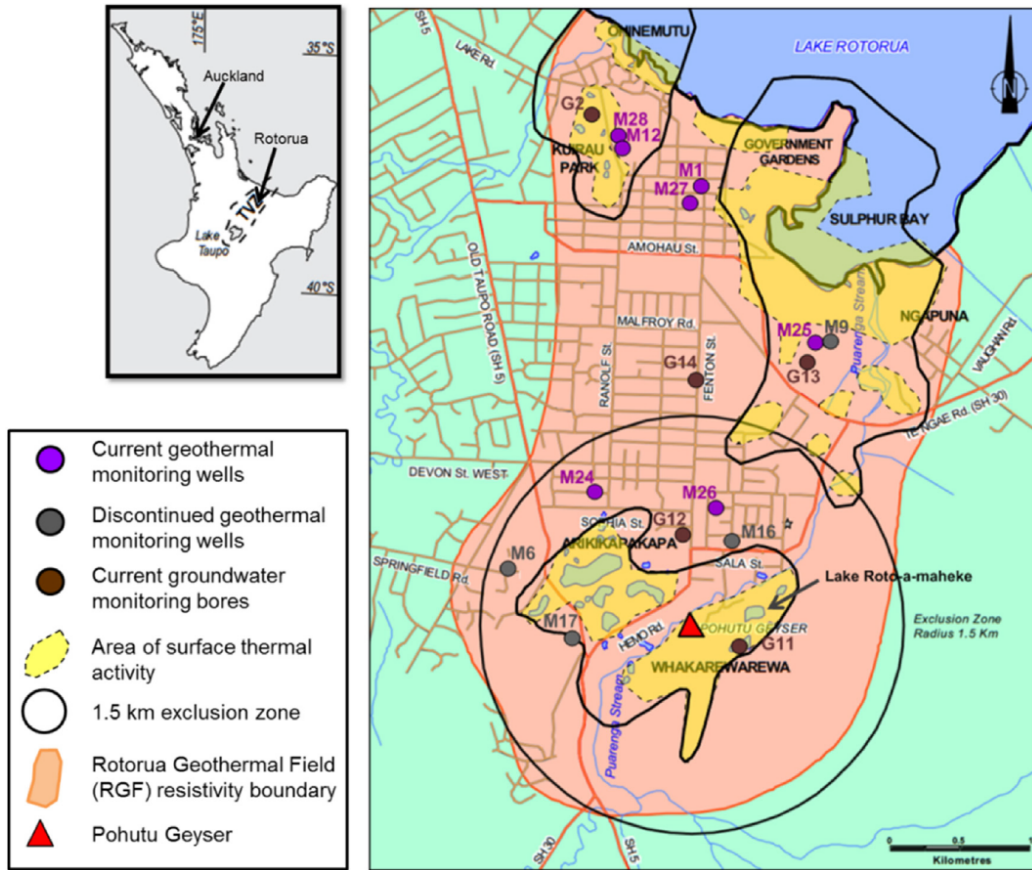 175°E
35°S
Auckland
Rotorua
TVZ
Lake
Taupo
40°S
Current geothermal
monitoring wells
Discontinued geothermal
monitoring wells
Current groundwater
monitoring bores
Area of surface thermal
activity
1.5 km exclusion zone
Rotorua Geothermal Field
(RGF) resistivity boundary
Pohutu Geyser
SH 5
LAKE Rd.
OHINEMUTU
LAKE ROTORUA
N
G2
M28
M12
KUIRAU
PARK
GOVERNMENT
GARDENS
M1
M27
SULPHUR BAY
AMOHAU St.
OLD TAUPO ROAD (SH 5)
Puarenga Stream
NGAPUNA
MALFROY Rd.
M25
M9
VAUGHAN Rd.
RANOLF St.
FENTON St.
G14
G13
TE NGAE Rd. (SH 30)
DEVON St. WEST
M24
M26
SOPHIA St.
G12
M16
ARIKIKAPAKAPA
M6
SPRINGFIELD Rd.
SALA St.
Lake Roto-a-maheke
M17
HEMO Rd.
POHUTU GEYSER
Exclusion Zone
Radius 1.5 Km
G11
WHAKAREWAREWA
Puarenga Stream
SH 30
SH 5
0 0.5 1
Kilometres